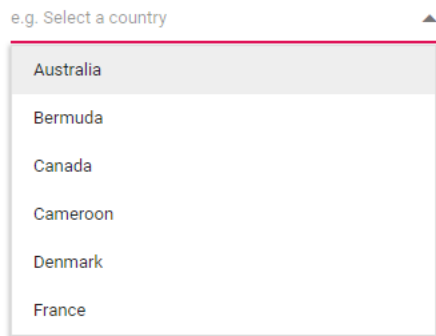 e.g. Select a country
Australia
Bermuda
Canada
Cameroon
Denmark
France